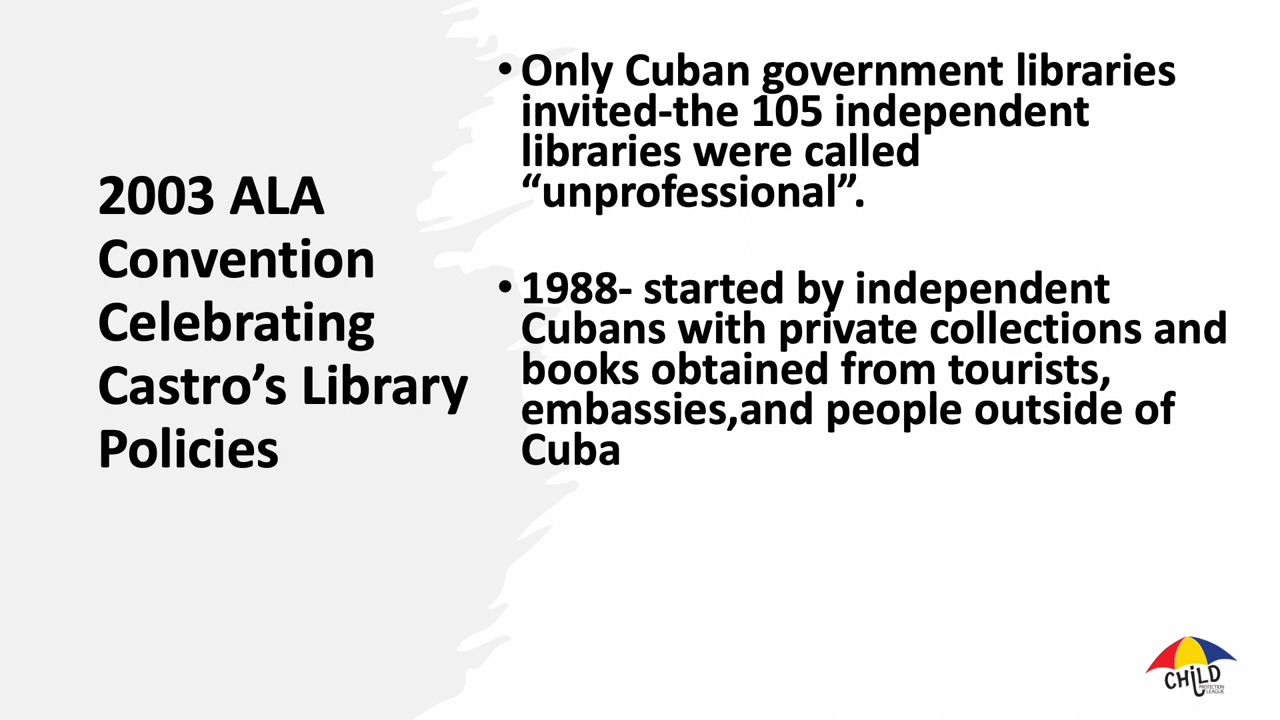 2003 ALA
Convention
Celebrating
Castro’s Library
Policies
• Only Cuban government libraries
invited-the 105 independent
libraries were called
“unprofessional”.
• 1988- started by independent
Cubans with private collections and
books obtained from tourists,
embassies,and people outside of
Cuba
CHiLD
PROTECTION
LEAGUE